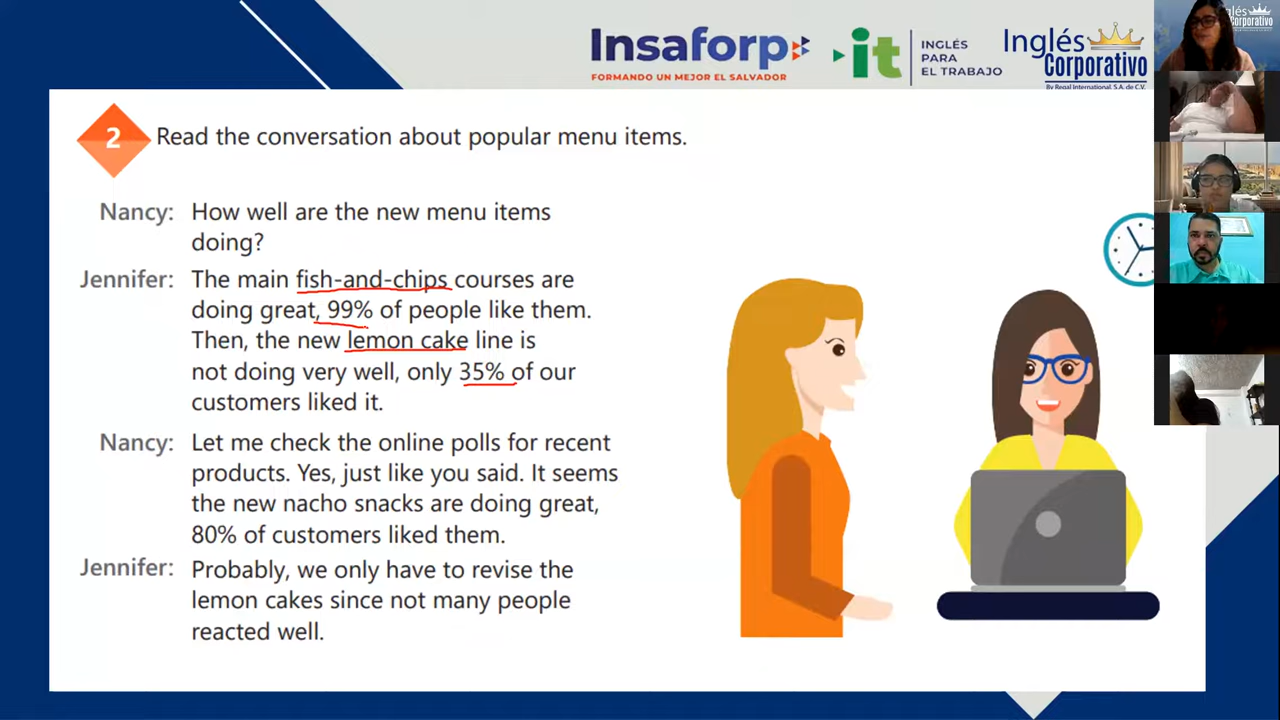 Insaforp
FORMANDO UN MEJOR EL SALVADOR
it
INGLÉS
PARA
EL TRABAJO
Inglés
Corporativo
By Regal International, S.A. de C.V.
glés
Corporativo
2
Read the conversation about popular menu items.
Nancy: How well are the new menu items
doing?
Jennifer: The main fish-and-chips courses are
doing great, 99% of people like them.
Then, the new lemon cake line is
not doing very well, only 35% of our
customers liked it.
Nancy: Let me check the online polls for recent
products. Yes, just like you said. It seems
the new nacho snacks are doing great,
80% of customers liked them.
Jennifer: Probably, we only have to revise the
lemon cakes since not many people
reacted well.